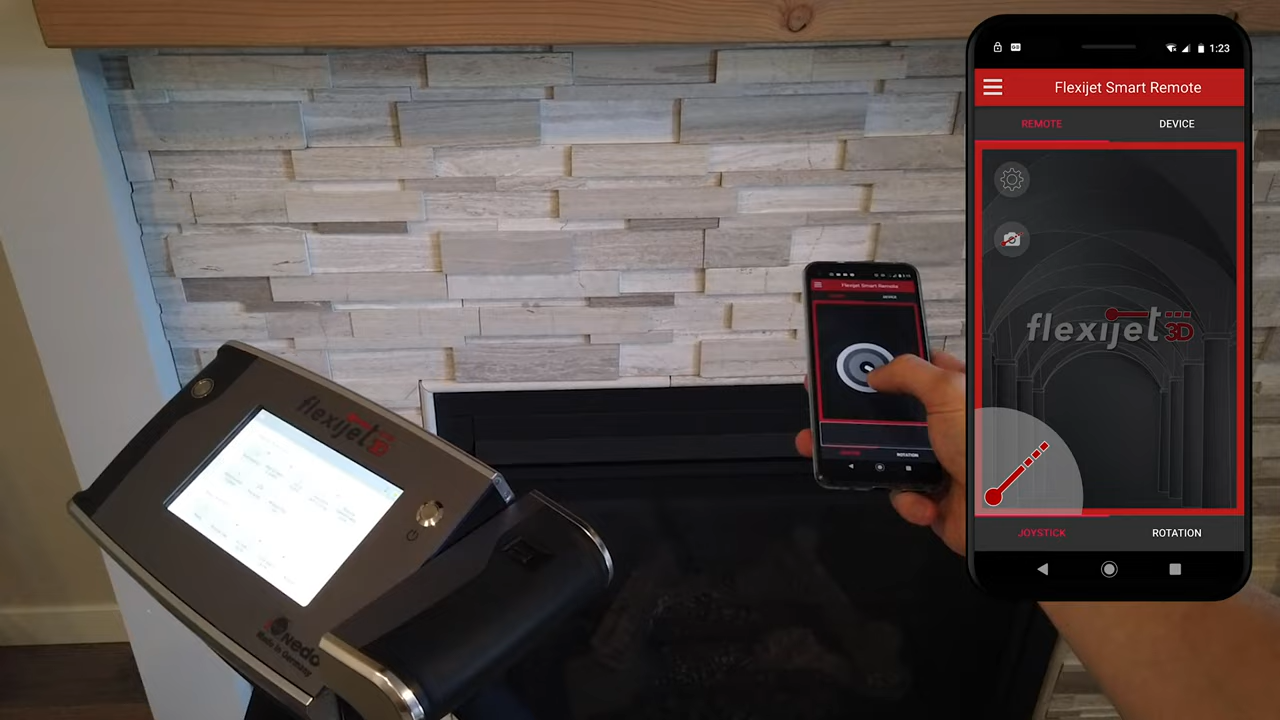 flexijet
3D
Nedo
Made in Germany
Flexijet Smart Remote
DEVICE
JOYSTICK
ROTATION
1:23
Flexijet Smart Remote
REMOTE
DEVICE
flexijet
3D
JOYSTICK
ROTATION